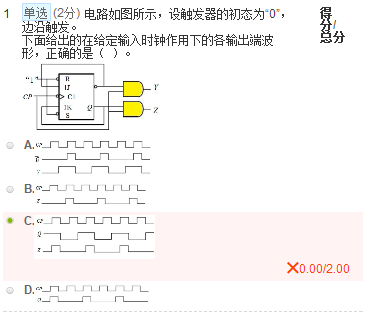 1 单选 (2分) 电路如图所示，设触发器的初态为“0”，
边沿触发。
下面给出的在给定输入时钟作用下的各输出端波
形，正确的是（ ）。
得
分/
总分
"1"
R
1J
CP
C1
1K
S
Q
Y
Z
A.
CP
Y
B.
CP
Z
C.
CP
Q
Z
0.00/2.00
D.
CP
Q